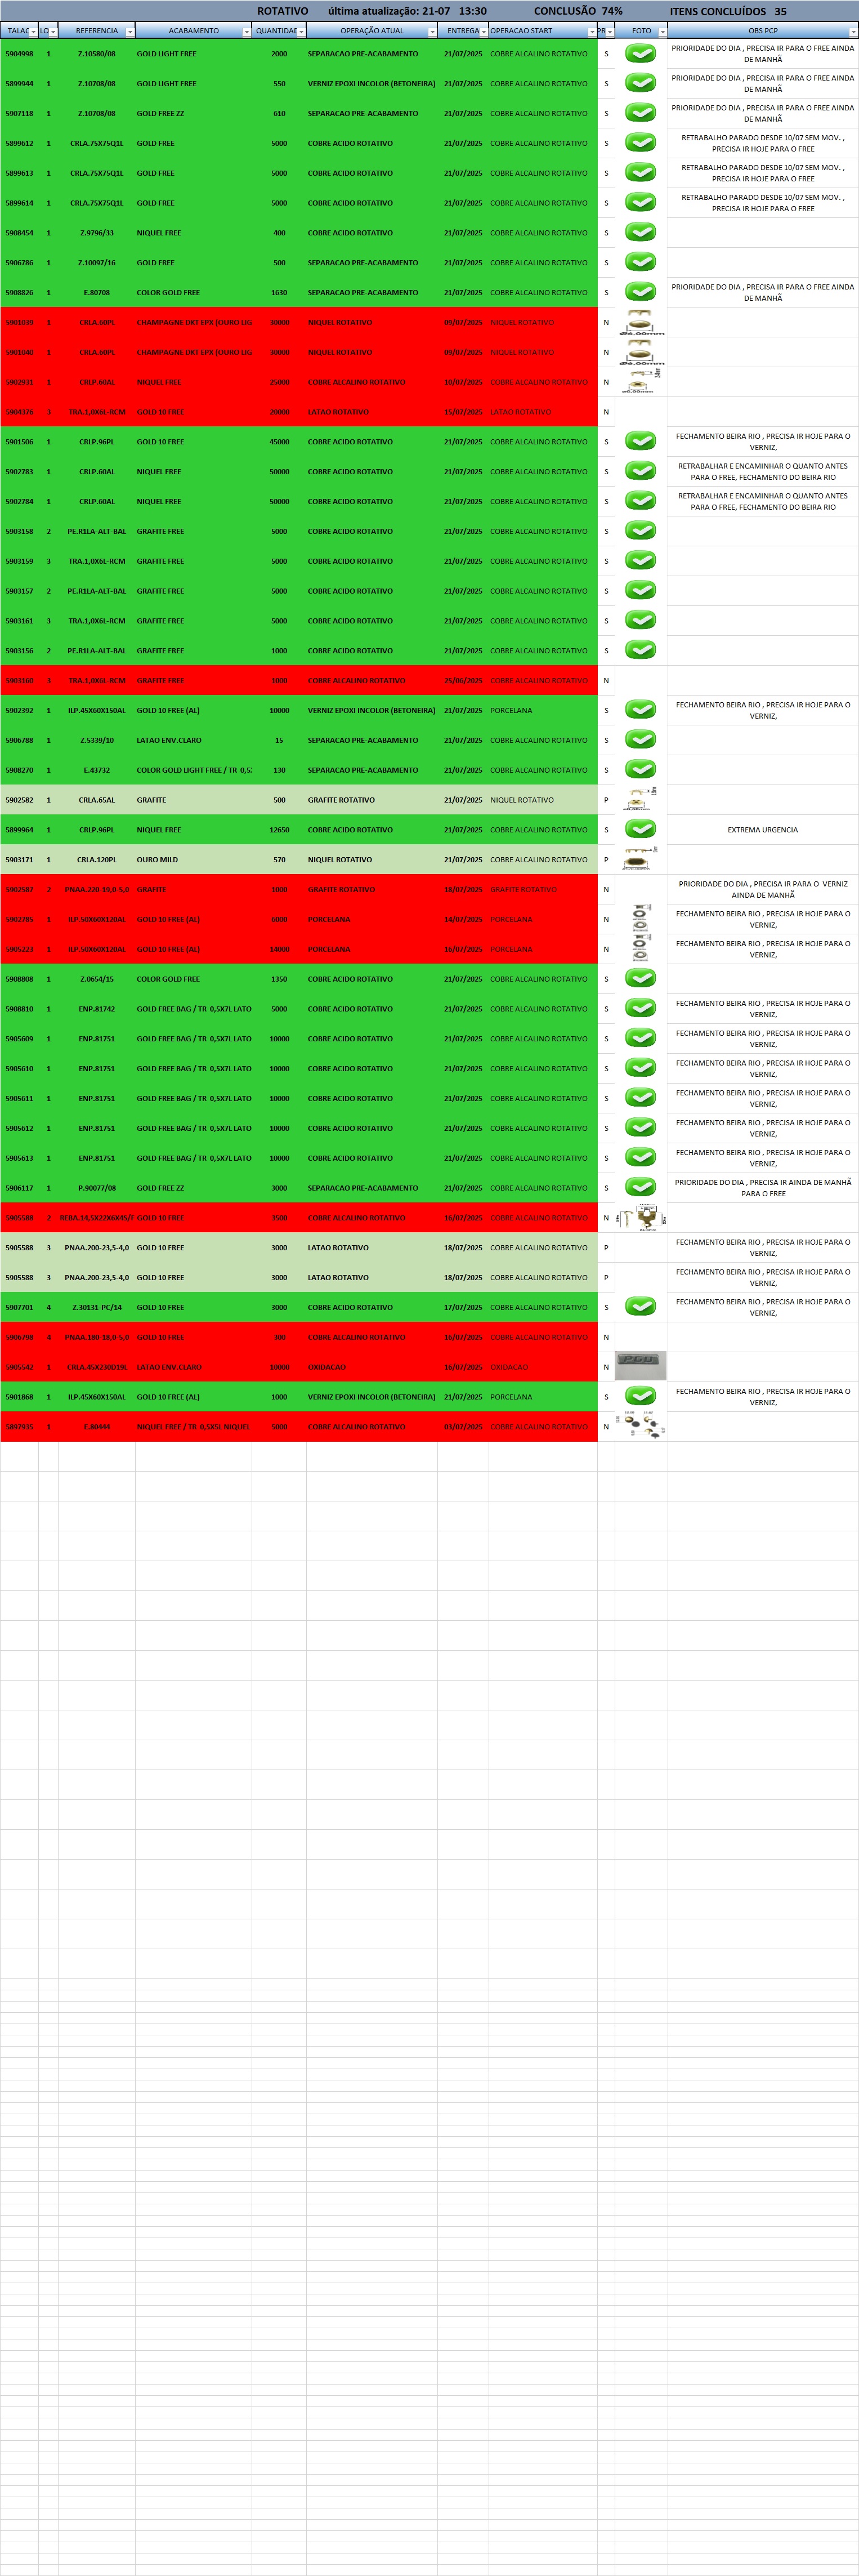 ROTATIVO última atualização: 21-07 13:30 CONCLUSÃO 74% ITENS CONCLUÍDOS 35
TALAO LO REFERENCIA ACABAMENTO QUANTIDAD OPERAÇÃO ATUAL ENTREGA OPERACAO START PR FOTO OBS PCP
5904998 1 Z.10580/08 GOLD LIGHT FREE 2000 SEPARACAO PRE-ACABAMENTO 21/07/2025 COBRE ALCALINO ROTATIVO S PRIORIDADE DO DIA , PRECISA IR PARA O FREE AINDA
DE MANHÃ
5899944 1 Z.10708/08 GOLD LIGHT FREE 550 VERNIZ EPOXI INCOLOR (BETONEIRA) 21/07/2025 COBRE ALCALINO ROTATIVO S PRIORIDADE DO DIA , PRECISA IR PARA O FREE AINDA
DE MANHÃ
5907118 1 Z.10708/08 GOLD FREE ZZ 610 SEPARACAO PRE-ACABAMENTO 21/07/2025 COBRE ALCALINO ROTATIVO S PRIORIDADE DO DIA , PRECISA IR PARA O FREE AINDA
DE MANHÃ
5899612 1 CRLA.75X75Q1L GOLD FREE 5000 COBRE ACIDO ROTATIVO 21/07/2025 COBRE ALCALINO ROTATIVO S RETRABALHO PARADO DESDE 10/07 SEM MOV. ,
PRECISA IR HOJE PARA O FREE
5899613 1 CRLA.75X75Q1L GOLD FREE 5000 COBRE ACIDO ROTATIVO 21/07/2025 COBRE ALCALINO ROTATIVO S RETRABALHO PARADO DESDE 10/07 SEM MOV. ,
PRECISA IR HOJE PARA O FREE
5899614 1 CRLA.75X75Q1L GOLD FREE 5000 COBRE ACIDO ROTATIVO 21/07/2025 COBRE ALCALINO ROTATIVO S RETRABALHO PARADO DESDE 10/07 SEM MOV. ,
PRECISA IR HOJE PARA O FREE
5908454 1 Z.9796/33 NIQUEL FREE 400 COBRE ACIDO ROTATIVO 21/07/2025 COBRE ALCALINO ROTATIVO S
5906786 1 Z.10097/16 GOLD FREE 500 SEPARACAO PRE-ACABAMENTO 21/07/2025 COBRE ALCALINO ROTATIVO S
5908826 1 E.80708 COLOR GOLD FREE 1630 SEPARACAO PRE-ACABAMENTO 21/07/2025 COBRE ALCALINO ROTATIVO S PRIORIDADE DO DIA , PRECISA IR PARA O FREE AINDA
DE MANHÃ
5901039 1 CRLA.60PL CHAMPAGNE DKT EPX (OURO LIG 30000 NIQUEL ROTATIVO 09/07/2025 NIQUEL ROTATIVO N
5901040 1 CRLA.60PL CHAMPAGNE DKT EPX (OURO LIG 30000 NIQUEL ROTATIVO 09/07/2025 NIQUEL ROTATIVO N
5902931 1 CRLP.60AL NIQUEL FREE 25000 COBRE ALCALINO ROTATIVO 10/07/2025 COBRE ALCALINO ROTATIVO N
5904376 3 TRA.1,0X6L-RCM GOLD 10 FREE 20000 LATAO ROTATIVO 15/07/2025 LATAO ROTATIVO N
5901506 1 CRLP.96PL GOLD 10 FREE 45000 COBRE ACIDO ROTATIVO 21/07/2025 COBRE ALCALINO ROTATIVO S FECHAMENTO BEIRA RIO , PRECISA IR HOJE PARA O
VERNIZ,
5902783 1 CRLP.60AL NIQUEL FREE 50000 COBRE ACIDO ROTATIVO 21/07/2025 COBRE ALCALINO ROTATIVO S RETRABALHAR E ENCAMINHAR O QUANTO ANTES
PARA O FREE, FECHAMENTO DO BEIRA RIO
5902784 1 CRLP.60AL NIQUEL FREE 50000 COBRE ACIDO ROTATIVO 21/07/2025 COBRE ALCALINO ROTATIVO S RETRABALHAR E ENCAMINHAR O QUANTO ANTES
PARA O FREE, FECHAMENTO DO BEIRA RIO
5903158 2 PE.R1LA-ALT-BAL GRAFITE FREE 5000 COBRE ACIDO ROTATIVO 21/07/2025 COBRE ALCALINO ROTATIVO S
5903159 3 TRA.1,0X6L-RCM GRAFITE FREE 5000 COBRE ACIDO ROTATIVO 21/07/2025 COBRE ALCALINO ROTATIVO S
5903157 2 PE.R1LA-ALT-BAL GRAFITE FREE 5000 COBRE ACIDO ROTATIVO 21/07/2025 COBRE ALCALINO ROTATIVO S
5903161 3 TRA.1,0X6L-RCM GRAFITE FREE 5000 COBRE ACIDO ROTATIVO 21/07/2025 COBRE ALCALINO ROTATIVO S
5903156 2 PE.R1LA-ALT-BAL GRAFITE FREE 1000 COBRE ACIDO ROTATIVO 21/07/2025 COBRE ALCALINO ROTATIVO S
5903160 3 TRA.1,0X6L-RCM GRAFITE FREE 1000 COBRE ALCALINO ROTATIVO 25/06/2025 COBRE ALCALINO ROTATIVO N
5902392 1 ILP.45X60X150AL GOLD 10 FREE (AL) 10000 VERNIZ EPOXI INCOLOR (BETONEIRA) 21/07/2025 PORCELANA S FECHAMENTO BEIRA RIO , PRECISA IR HOJE PARA O
VERNIZ,
5906788 1 Z.5339/10 LATAO ENV.CLARO 15 SEPARACAO PRE-ACABAMENTO 21/07/2025 COBRE ALCALINO ROTATIVO S
5908270 1 E.43732 COLOR GOLD LIGHT FREE / TR 0,5 130 SEPARACAO PRE-ACABAMENTO 21/07/2025 COBRE ALCALINO ROTATIVO S
5902582 1 CRLA.65AL GRAFITE 500 GRAFITE ROTATIVO 21/07/2025 NIQUEL ROTATIVO P
5899964 1 CRLP.96PL NIQUEL FREE 12650 COBRE ACIDO ROTATIVO 21/07/2025 COBRE ALCALINO ROTATIVO S EXTREMA URGENCIA
5903171 1 CRLA.120PL OURO MILD 570 NIQUEL ROTATIVO 21/07/2025 COBRE ALCALINO ROTATIVO P
5902587 2 PNAA.220-19,0-5,0 GRAFITE 1000 GRAFITE ROTATIVO 18/07/2025 GRAFITE ROTATIVO N PRIORIDADE DO DIA , PRECISA IR PARA O VERNIZ
AINDA DE MANHÃ
5902785 1 ILP.50X60X120AL GOLD 10 FREE (AL) 6000 PORCELANA 14/07/2025 PORCELANA N FECHAMENTO BEIRA RIO , PRECISA IR HOJE PARA O
VERNIZ,
5905223 1 ILP.50X60X120AL GOLD 10 FREE (AL) 14000 PORCELANA 16/07/2025 PORCELANA N FECHAMENTO BEIRA RIO , PRECISA IR HOJE PARA O
VERNIZ,
5908808 1 Z.0654/15 COLOR GOLD FREE 1350 COBRE ACIDO ROTATIVO 21/07/2025 COBRE ALCALINO ROTATIVO S
5908810 1 ENP.81742 GOLD FREE BAG / TR 0,5X7L LATO 5000 COBRE ACIDO ROTATIVO 21/07/2025 COBRE ALCALINO ROTATIVO S FECHAMENTO BEIRA RIO , PRECISA IR HOJE PARA O
VERNIZ,
5905609 1 ENP.81751 GOLD FREE BAG / TR 0,5X7L LATO 10000 COBRE ACIDO ROTATIVO 21/07/2025 COBRE ALCALINO ROTATIVO S FECHAMENTO BEIRA RIO , PRECISA IR HOJE PARA O
VERNIZ,
5905610 1 ENP.81751 GOLD FREE BAG / TR 0,5X7L LATO 10000 COBRE ACIDO ROTATIVO 21/07/2025 COBRE ALCALINO ROTATIVO S FECHAMENTO BEIRA RIO , PRECISA IR HOJE PARA O
VERNIZ,
5905611 1 ENP.81751 GOLD FREE BAG / TR 0,5X7L LATO 10000 COBRE ACIDO ROTATIVO 21/07/2025 COBRE ALCALINO ROTATIVO S FECHAMENTO BEIRA RIO , PRECISA IR HOJE PARA O
VERNIZ,
5905612 1 ENP.81751 GOLD FREE BAG / TR 0,5X7L LATO 10000 COBRE ACIDO ROTATIVO 21/07/2025 COBRE ALCALINO ROTATIVO S FECHAMENTO BEIRA RIO , PRECISA IR HOJE PARA O
VERNIZ,
5905613 1 ENP.81751 GOLD FREE BAG / TR 0,5X7L LATO 10000 COBRE ACIDO ROTATIVO 21/07/2025 COBRE ALCALINO ROTATIVO S FECHAMENTO BEIRA RIO , PRECISA IR HOJE PARA O
VERNIZ,
5906117 1 P.90077/08 GOLD FREE ZZ 3000 SEPARACAO PRE-ACABAMENTO 21/07/2025 COBRE ALCALINO ROTATIVO S PRIORIDADE DO DIA , PRECISA IR AINDA DE MANHÃ
PARA O FREE
5905588 2 REBA.14,5X22X6X4S/F GOLD 10 FREE 3500 COBRE ALCALINO ROTATIVO 16/07/2025 COBRE ALCALINO ROTATIVO N
5905588 3 PNAA.200-23,5-4,0 GOLD 10 FREE 3000 LATAO ROTATIVO 18/07/2025 COBRE ALCALINO ROTATIVO P FECHAMENTO BEIRA RIO , PRECISA IR HOJE PARA O
VERNIZ,
5905588 3 PNAA.200-23,5-4,0 GOLD 10 FREE 3000 LATAO ROTATIVO 18/07/2025 COBRE ALCALINO ROTATIVO P FECHAMENTO BEIRA RIO , PRECISA IR HOJE PARA O
VERNIZ,
5907701 4 Z.30131-PC/14 GOLD 10 FREE 3000 COBRE ACIDO ROTATIVO 17/07/2025 COBRE ALCALINO ROTATIVO S FECHAMENTO BEIRA RIO , PRECISA IR HOJE PARA O
VERNIZ,
5906798 4 PNAA.180-18,0-5,0 GOLD 10 FREE 300 COBRE ALCALINO ROTATIVO 16/07/2025 COBRE ALCALINO ROTATIVO N
5905542 1 CRLA.45X230D19L LATAO ENV.CLARO 10000 OXIDACAO 16/07/2025 OXIDACAO N
5901868 1 ILP.45X60X150AL GOLD 10 FREE (AL) 1000 VERNIZ EPOXI INCOLOR (BETONEIRA) 21/07/2025 PORCELANA S FECHAMENTO BEIRA RIO , PRECISA IR HOJE PARA O
VERNIZ,
5897935 1 E.80444 NIQUEL FREE / TR 0,5X5L NIQUEL 5000 COBRE ALCALINO ROTATIVO 01/07/2025 COBRE ALCALINO ROTATIVO N